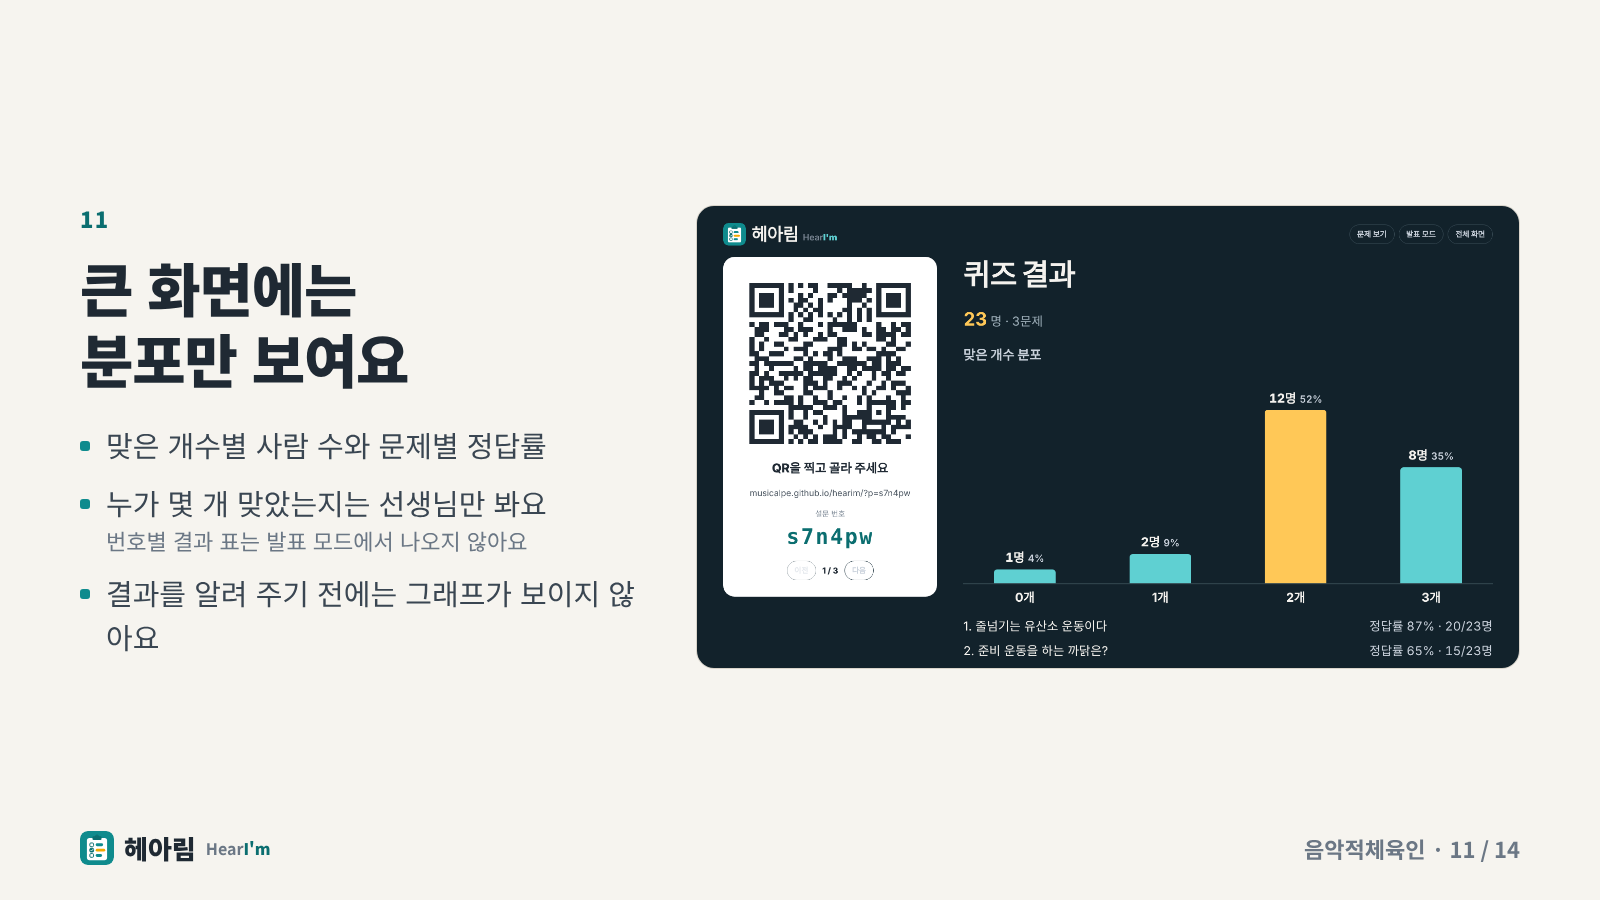 11
큰 화면에는
분포만 보여요
맞은 개수별 사람 수와 문제별 정답률
누가 몇 개 맞았는지는 선생님만 봐요
번호별 결과 표는 발표 모드에서 나오지 않아요
결과를 알려 주기 전에는 그래프가 보이지 않
아요
헤아림 HearI'm
문제 보기 발표 모드 전체 화면
QR을 찍고 골라 주세요
musicalpe.github.io/hearim/?p=s7n4pw
설문 번호
s7n4pw
이전 1 / 3 다음
퀴즈 결과
23 명 · 3문제
맞은 개수 분포
1명 4% 2명 9% 12명 52% 8명 35%
0개 1개 2개 3개
1. 줄넘기는 유산소 운동이다 정답률 87% · 20/23명
2. 준비 운동을 하는 까닭은? 정답률 65% · 15/23명
헤아림 HearI'm
음악적체육인 · 11 / 14